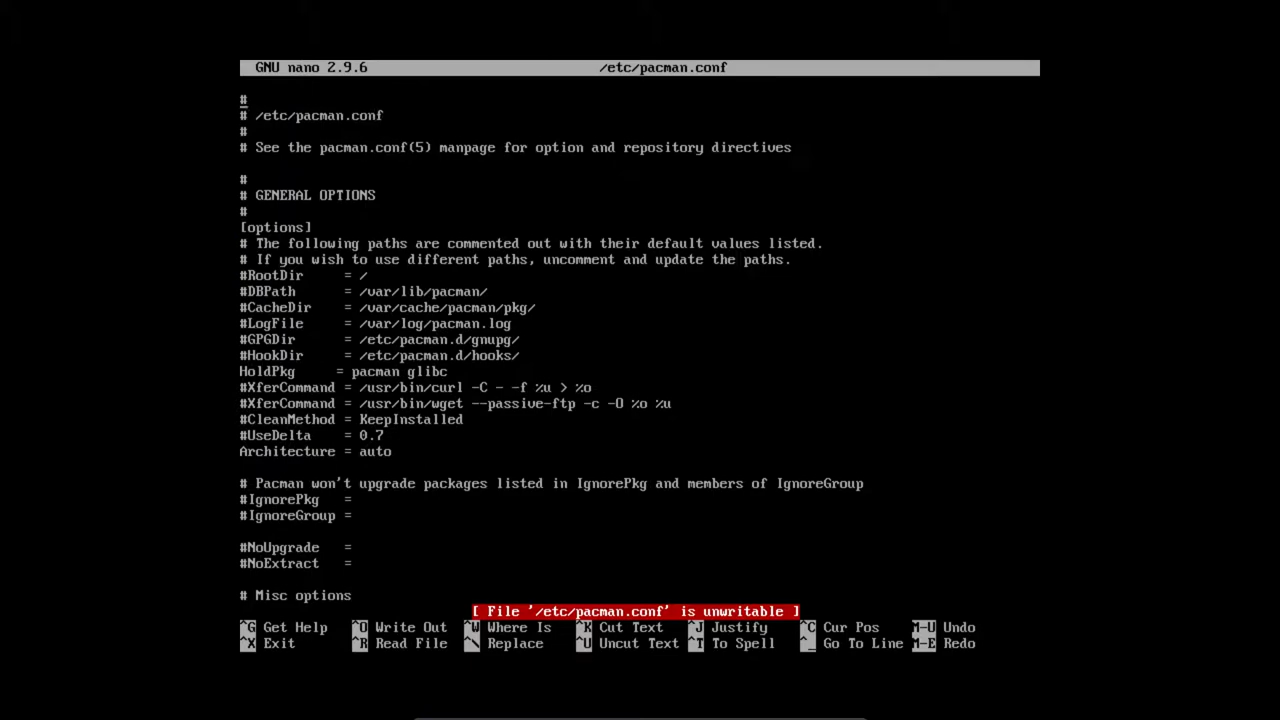 GNU nano 2.9.6 /etc/pacman.conf
#
# /etc/pacman.conf
#
# See the pacman.conf(5) manpage for option and repository directives
#
# GENERAL OPTIONS
#
[options]
# The following paths are commented out with their default values listed.
# If you wish to use different paths, uncomment and update the paths.
#RootDir     = /
#DBPath      = /var/lib/pacman/
#CacheDir    = /var/cache/pacman/pkg/
#LogFile     = /var/log/pacman.log
#GPGDir      = /etc/pacman.d/gnupg/
#HookDir     = /etc/pacman.d/hooks/
HoldPkg     = pacman glibc
#XferCommand = /usr/bin/curl -C - -f %u > %o
#XferCommand = /usr/bin/wget --passive-ftp -c -O %o %u
#CleanMethod = KeepInstalled
#UseDelta    = 0.7
Architecture = auto
# Pacman won't upgrade packages listed in IgnorePkg and members of IgnoreGroup
#IgnorePkg   =
#IgnoreGroup =
#NoUpgrade   =
#NoExtract   =
# Misc options
[ File '/etc/pacman.conf' is unwritable ]
^G Get Help ^O Write Out ^W Where Is ^K Cut Text ^J Justify ^C Cur Pos M-U Undo
^X Exit ^R Read File ^\ Replace ^U Uncut Text ^T To Spell ^_ Go To Line M-E Redo